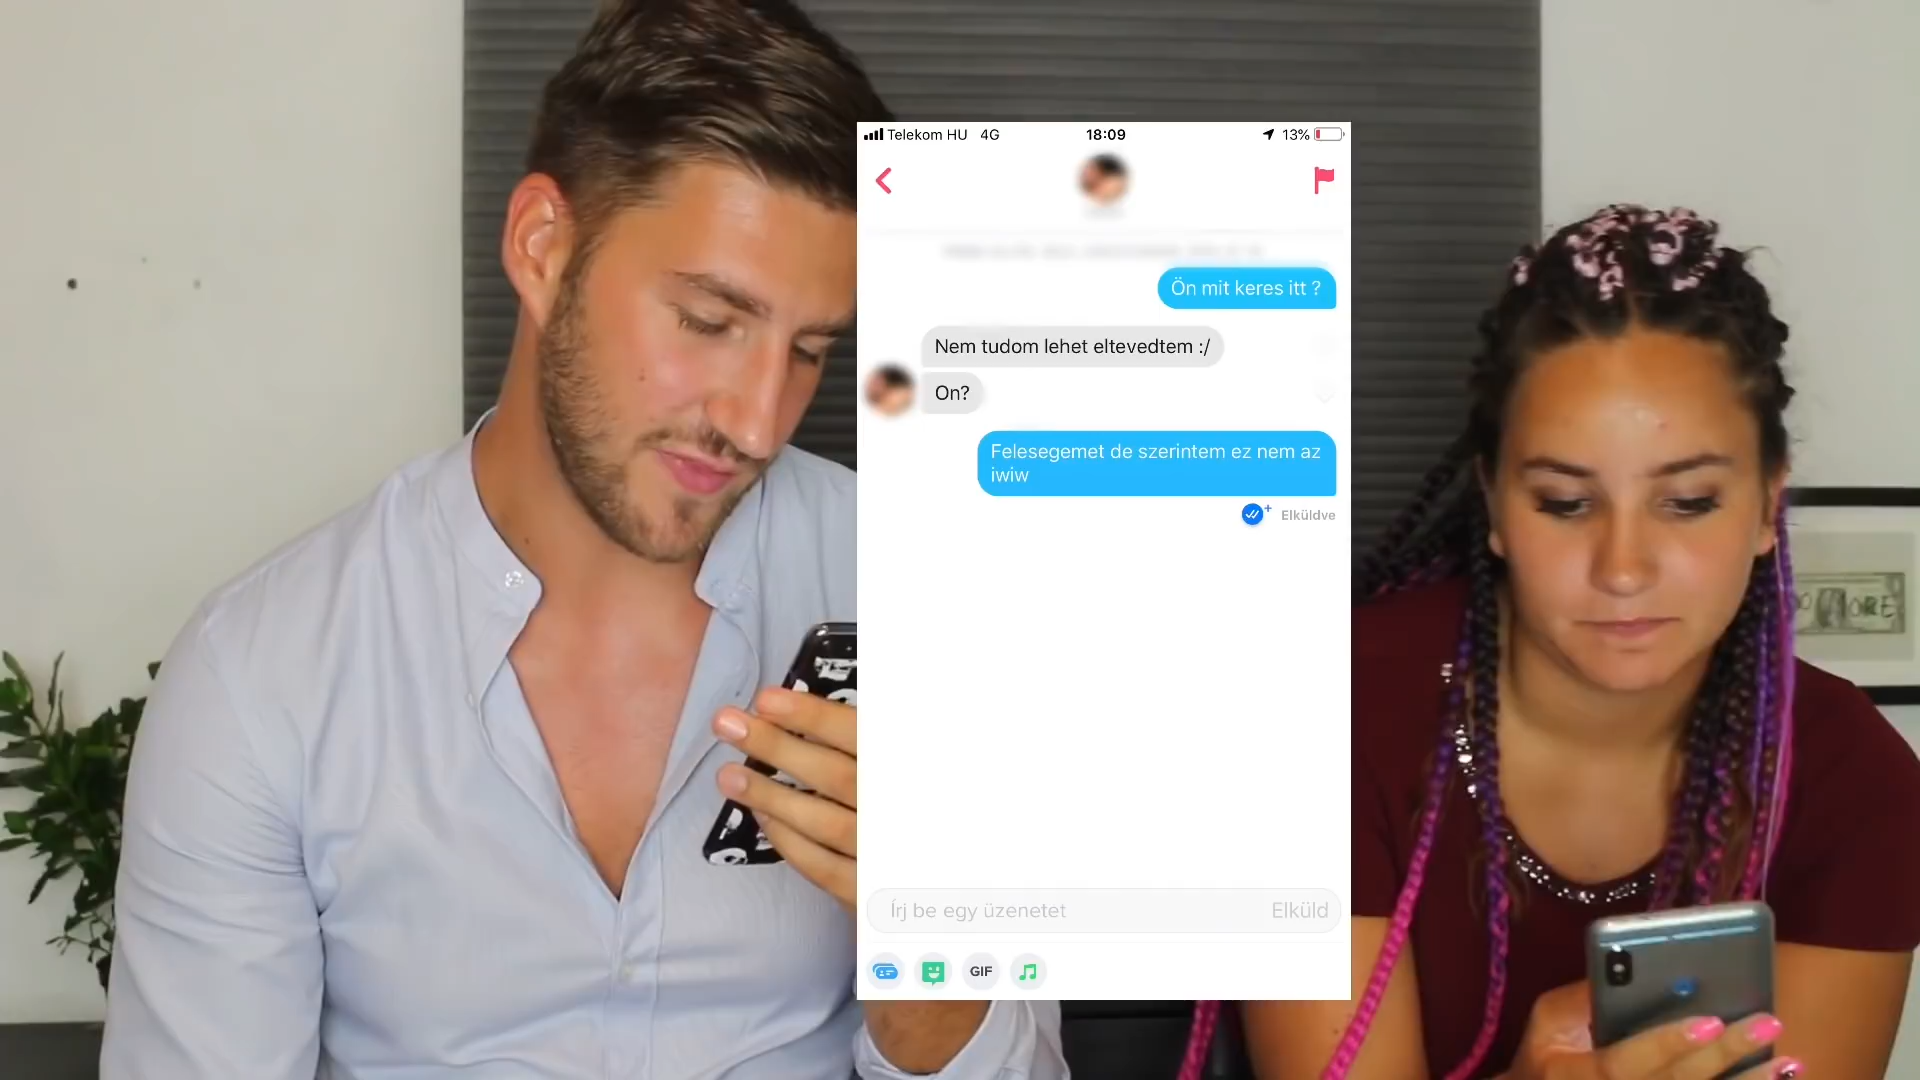 Telekom HU 4G 18:09 13%
Ön mit keres itt ?
Nem tudom lehet eltevedtem :/
On?
Felesegemet de szerintem ez nem az
iwiw
Elküldve
Írj be egy üzenetet Elküld
GIF